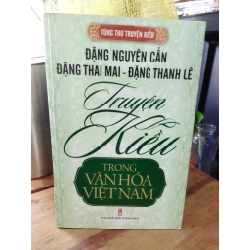 TÙNG THƯ TRUYỆN KIỀU
ĐẶNG NGUYÊN CẨN
ĐẶNG THAI MAI - ĐẶNG THANH LÊ
Truyện
Kiều
TRONG
VĂN HÓA
VIỆT NAM